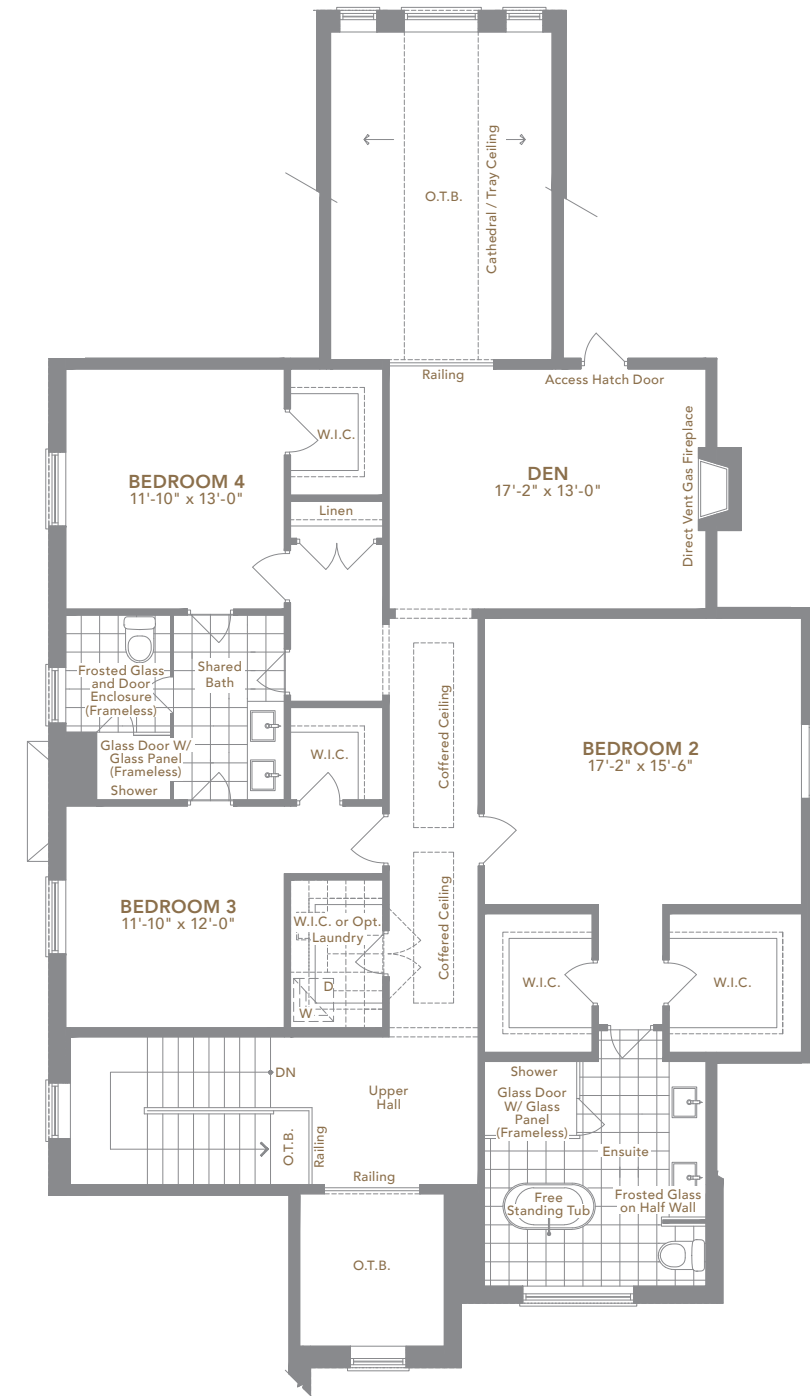 O.T.B.
Cathedral / Tray Ceiling
Railing
Access Hatch Door
W.I.C.
BEDROOM 4
11'-10" x 13'-0"
DEN
17'-2" x 13'-0"
Direct Vent Gas Fireplace
Linen
Shared
Bath
Frosted Glass
and Door
Enclosure
(Frameless)
Glass Door W/
Glass Panel
(Frameless)
Shower
W.I.C.
Coffered Ceiling
BEDROOM 2
17'-2" x 15'-6"
BEDROOM 3
11'-10" x 12'-0"
W.I.C. or Opt.
Laundry
D
W
Coffered Ceiling
W.I.C.
W.I.C.
DN
Upper
Hall
O.T.B.
Railing
Railing
Shower
Glass Door
W/ Glass
Panel
(Frameless)
Ensuite
Free
Standing Tub
Frosted Glass
on Half Wall
O.T.B.